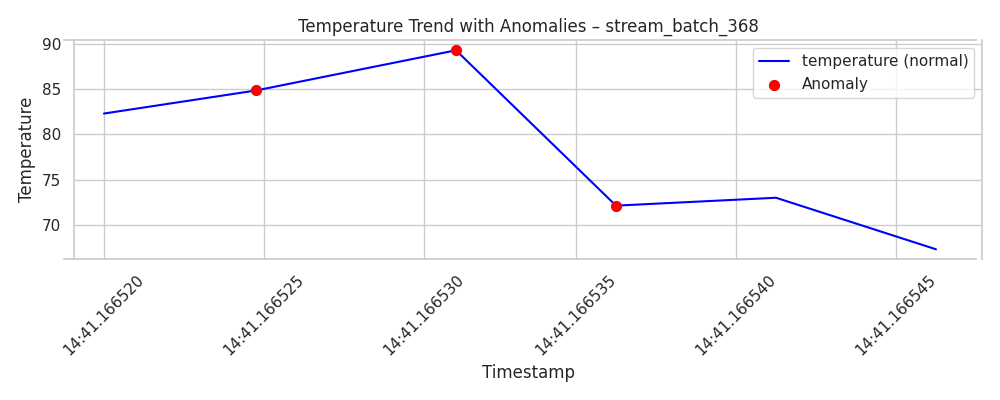 Temperature Trend with Anomalies – stream_batch_368
temperature (normal)
Anomaly
Temperature
90
85
80
75
70
14:41.166520
14:41.166525
14:41.166530
14:41.166535
14:41.166540
14:41.166545
Timestamp